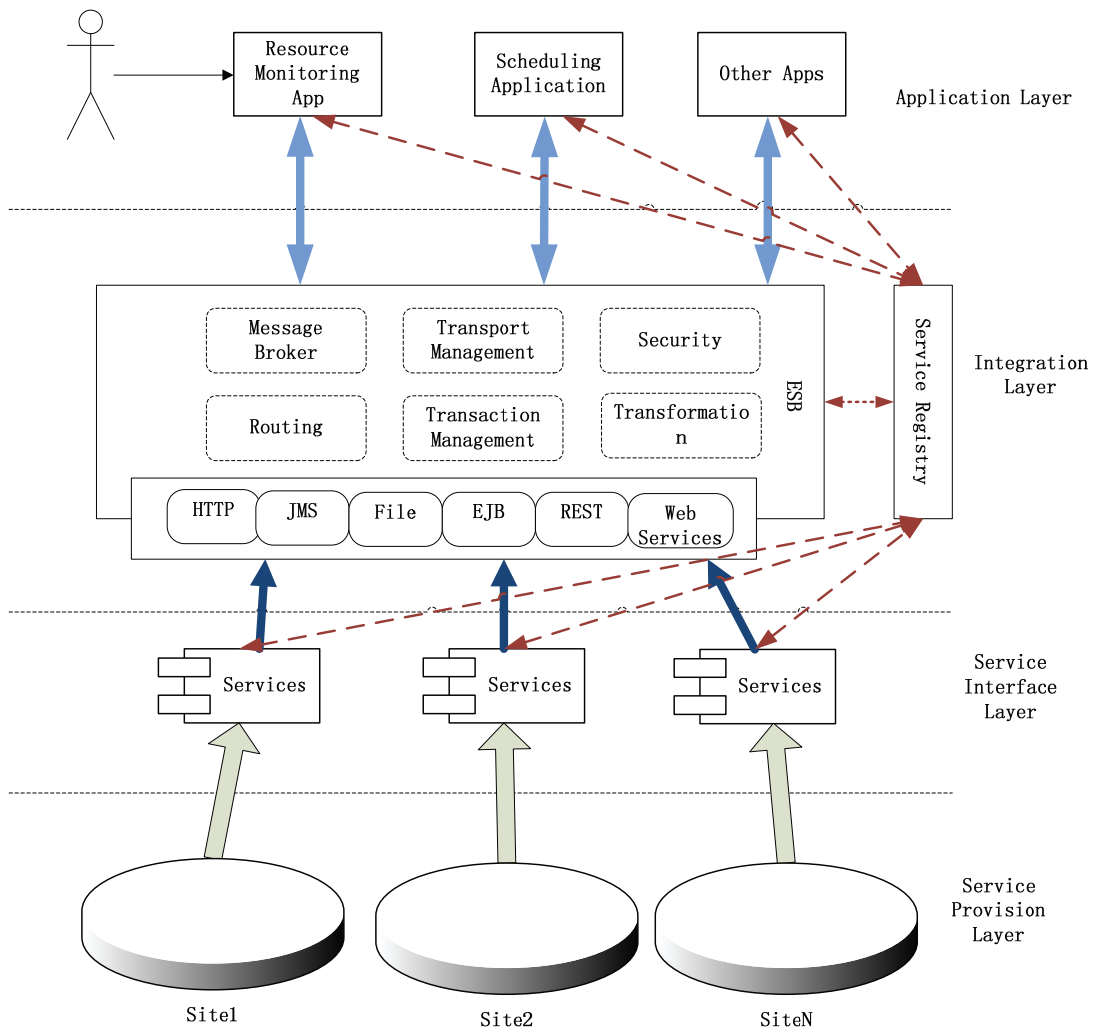 Resource
Monitoring
App
Scheduling
Application
Other Apps
Application Layer
Message
Broker
Transport
Management
Security
Routing
Transaction
Management
Transformatio
n
ESB
Service Registry
Integration
Layer
HTTP
JMS
File
EJB
REST
Web
Services
Services
Services
Services
Service
Interface
Layer
Service
Provision
Layer
Site1
Site2
SiteN